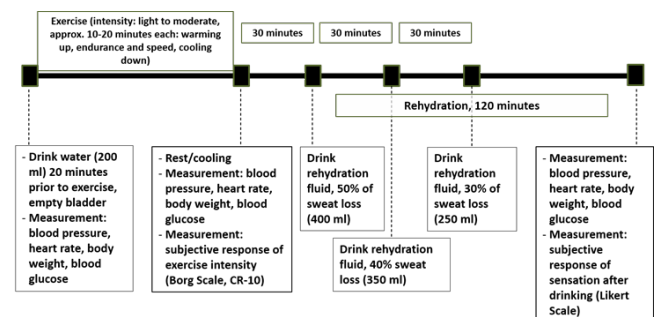 Exercise (intensity: light to moderate,
approx. 10-20 minutes each: warming
up, endurance and speed, cooling
down)
30 minutes
30 minutes
30 minutes
Rehydration, 120 minutes
- Drink water (200
ml) 20 minutes
prior to exercise,
empty bladder
- Measurement:
blood pressure,
heart rate, body
weight, blood
glucose
- Rest/cooling
- Measurement: blood
pressure, heart rate,
body weight, blood
glucose
- Measurement:
subjective response of
exercise intensity
(Borg Scale, CR-10)
Drink
rehydration
fluid, 50% of
sweat loss
(400 ml)
Drink rehydration
fluid, 40% sweat
loss (350 ml)
Drink
rehydration
fluid, 30% of
sweat loss
(250 ml)
- Measurement:
blood pressure,
heart rate, body
weight, blood
glucose
- Measurement:
subjective
response of
sensation after
drinking (Likert
Scale)